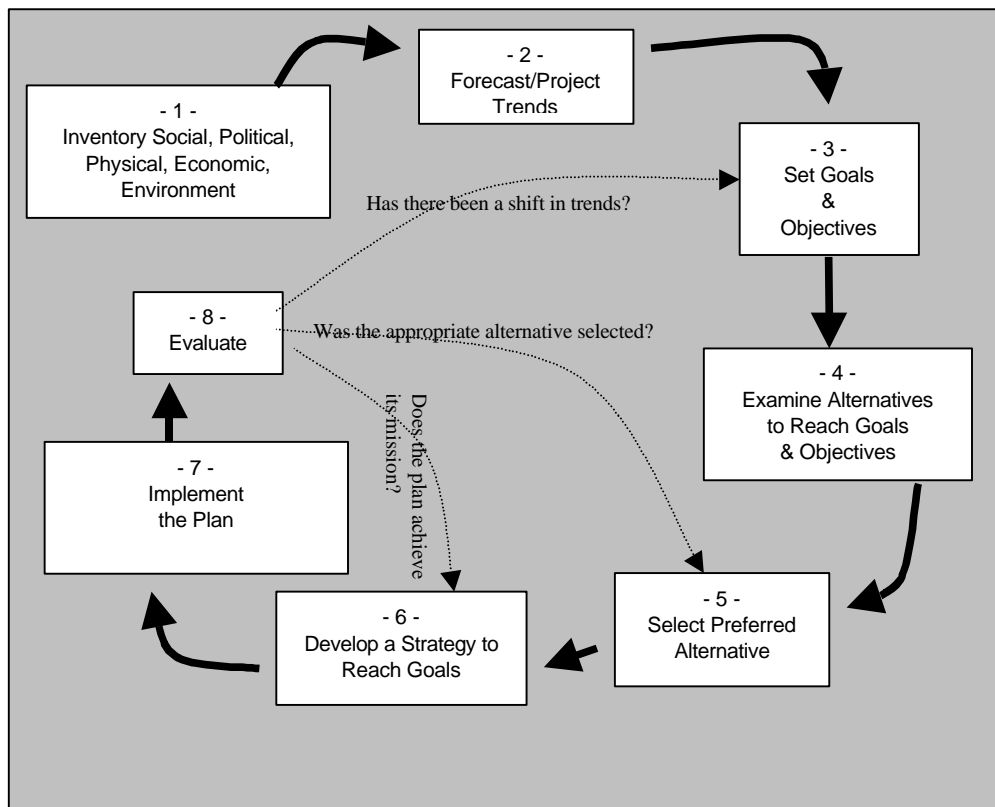 - 1 -
Inventory Social, Political,
Physical, Economic,
Environment
- 2 -
Forecast/Project
Trends
- 3 -
Set Goals
&
Objectives
Has there been a shift in trends?
- 8 -
Evaluate
Was the appropriate alternative selected?
- 4 -
Examine Alternatives
to Reach Goals
& Objectives
Does the plan achieve
its mission?
- 7 -
Implement
the Plan
- 6 -
Develop a Strategy to
Reach Goals
- 5 -
Select Preferred
Alternative